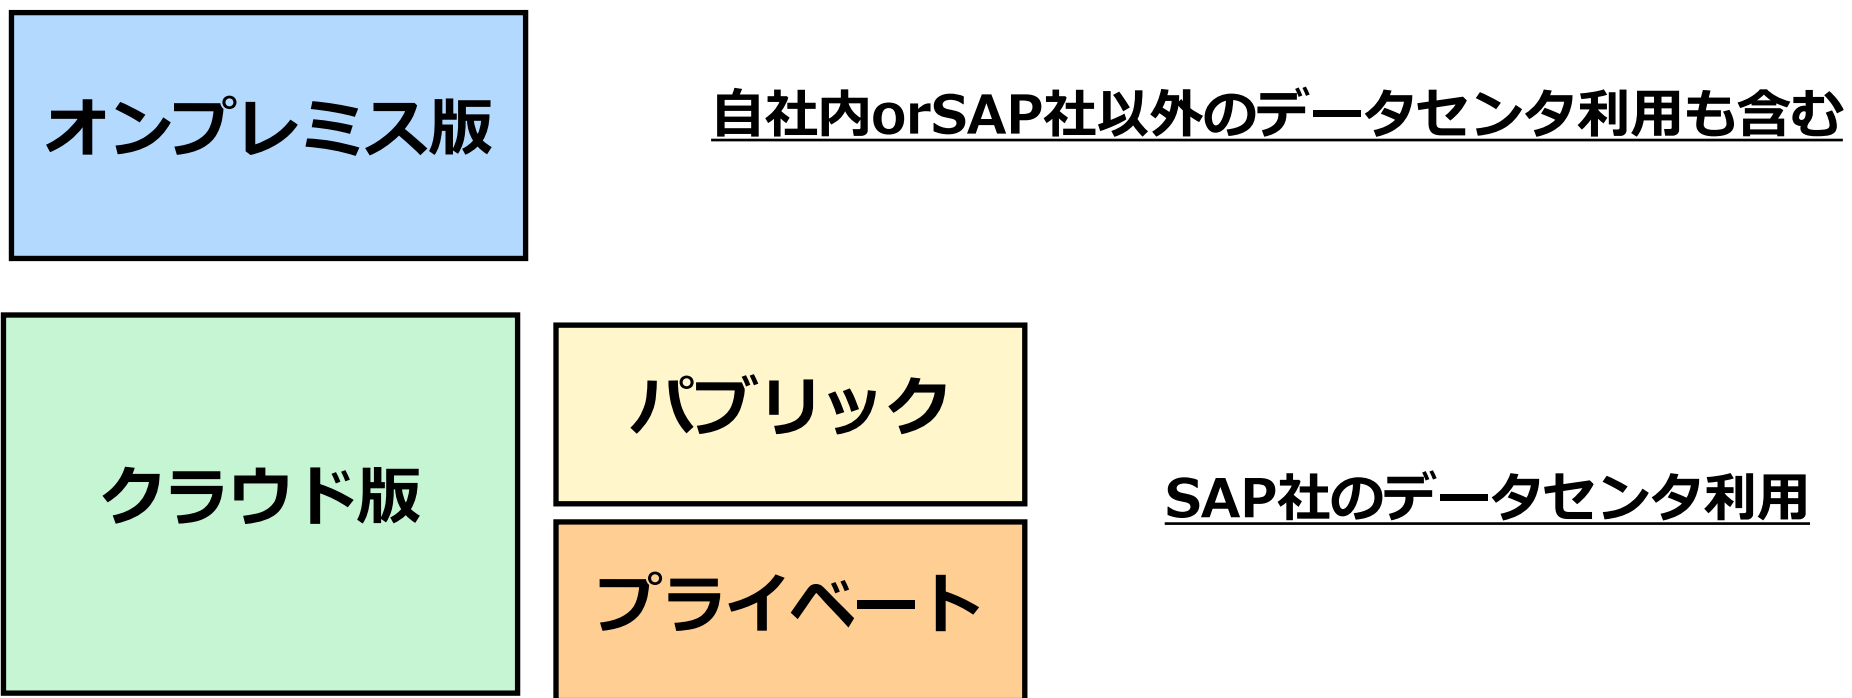 オンプレミス版
自社内orSAP社以外のデータセンタ利用も含む
クラウド版
パブリック
プライベート
SAP社のデータセンタ利用